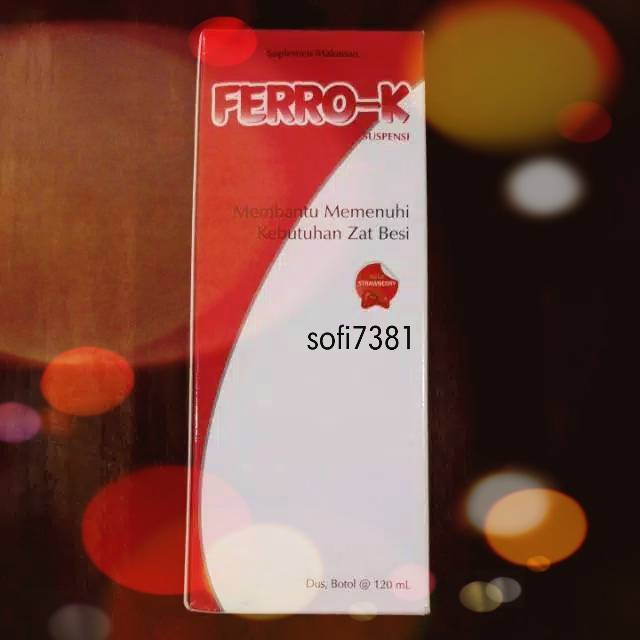 Suplemen Makanan
FERRO-K
SUSPENSI
Membantu Memenuhi
Kebutuhan Zat Besi
STRAWBERRY
sofi7381
Dus, Botol @ 120 mL